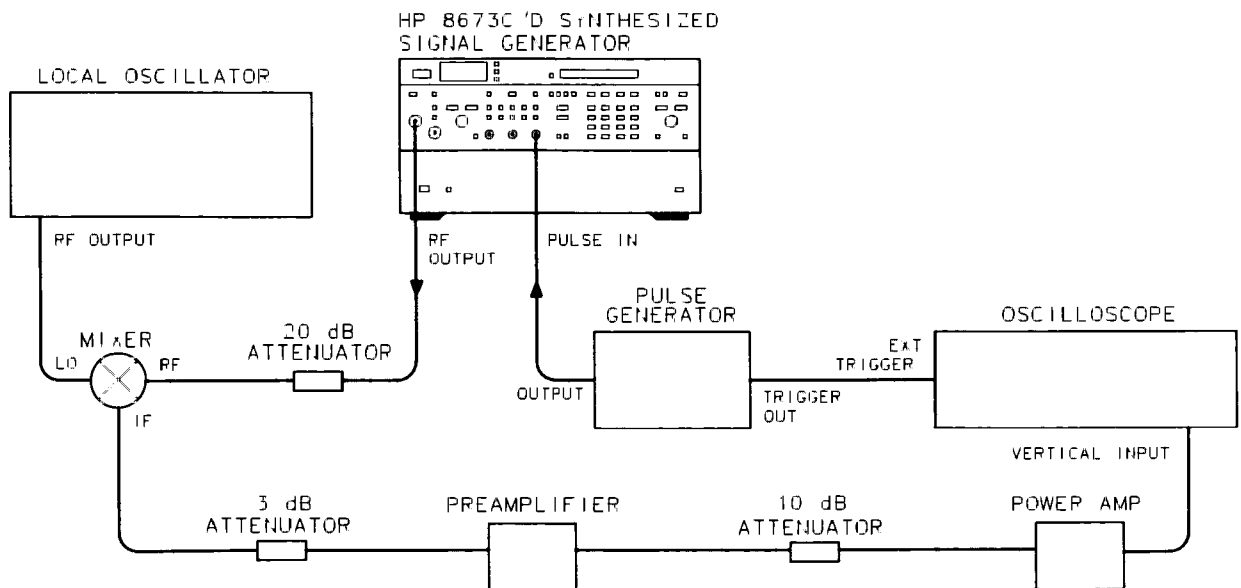 HP 8673C/D SYNTHESIZED
SIGNAL GENERATOR
LOCAL OSCILLATOR
RF OUTPUT
RF
OUTPUT
PULSE IN
PULSE
GENERATOR
OSCILLOSCOPE
MIXER
20 dB
ATTENUATOR
LO
RF
IF
EXT
TRIGGER
OUTPUT
TRIGGER
OUT
VERTICAL INPUT
3 dB
ATTENUATOR
PREAMPLIFIER
10 dB
ATTENUATOR
POWER AMP